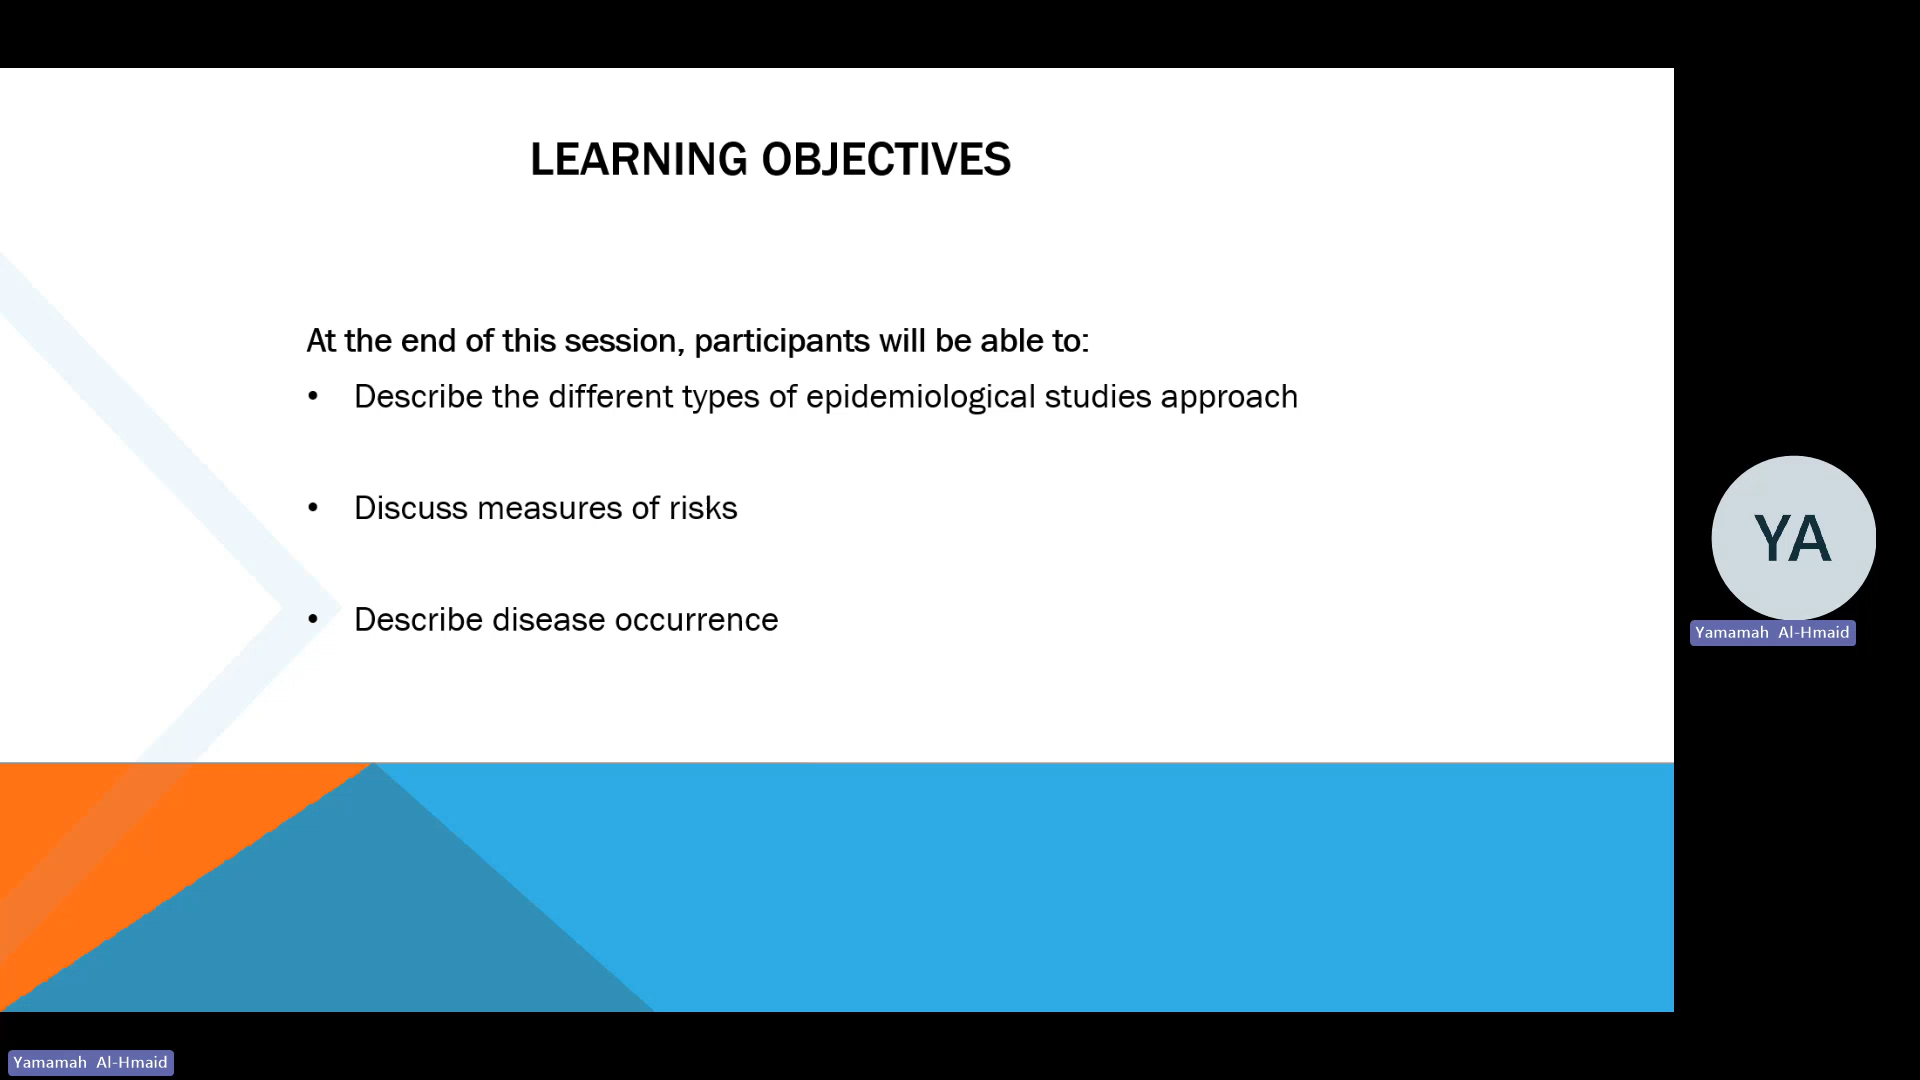 LEARNING OBJECTIVES
At the end of this session, participants will be able to:
• Describe the different types of epidemiological studies approach
• Discuss measures of risks
• Describe disease occurrence
YA
Yamamah Al-Hmaid
Yamamah Al-Hmaid